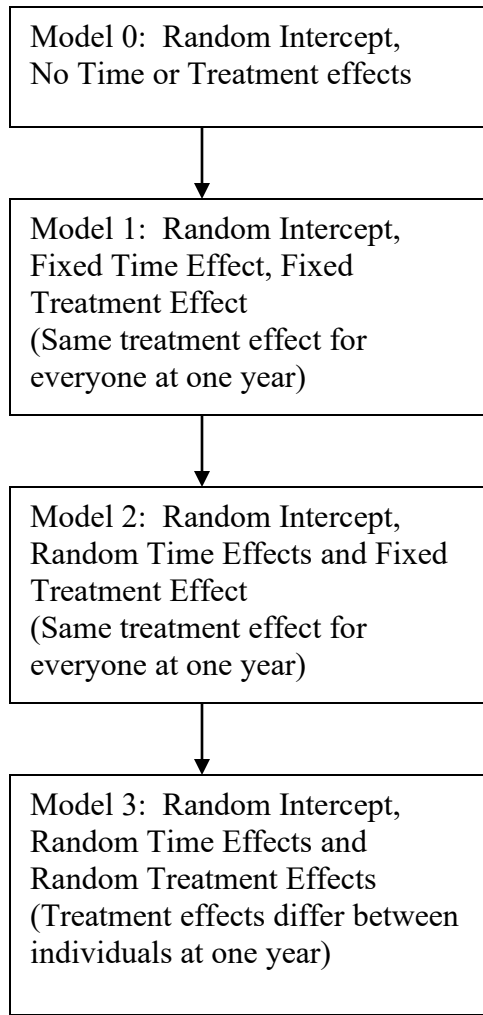 Model 0:  Random Intercept,
No Time or Treatment effects
Model 1:  Random Intercept,
Fixed Time Effect, Fixed
Treatment Effect
(Same treatment effect for
everyone at one year)
Model 2:  Random Intercept,
Random Time Effects and Fixed
Treatment Effect
(Same treatment effect for
everyone at one year)
Model 3:  Random Intercept,
Random Time Effects and
Random Treatment Effects
(Treatment effects differ between
individuals at one year)